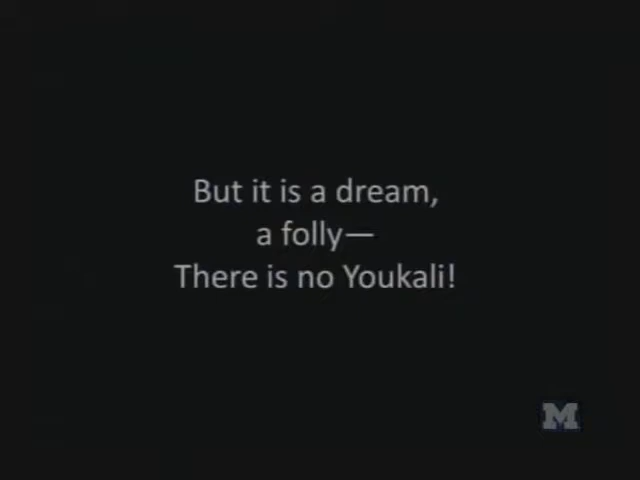 But it is a dream,
a folly—
There is no Youkali!
M